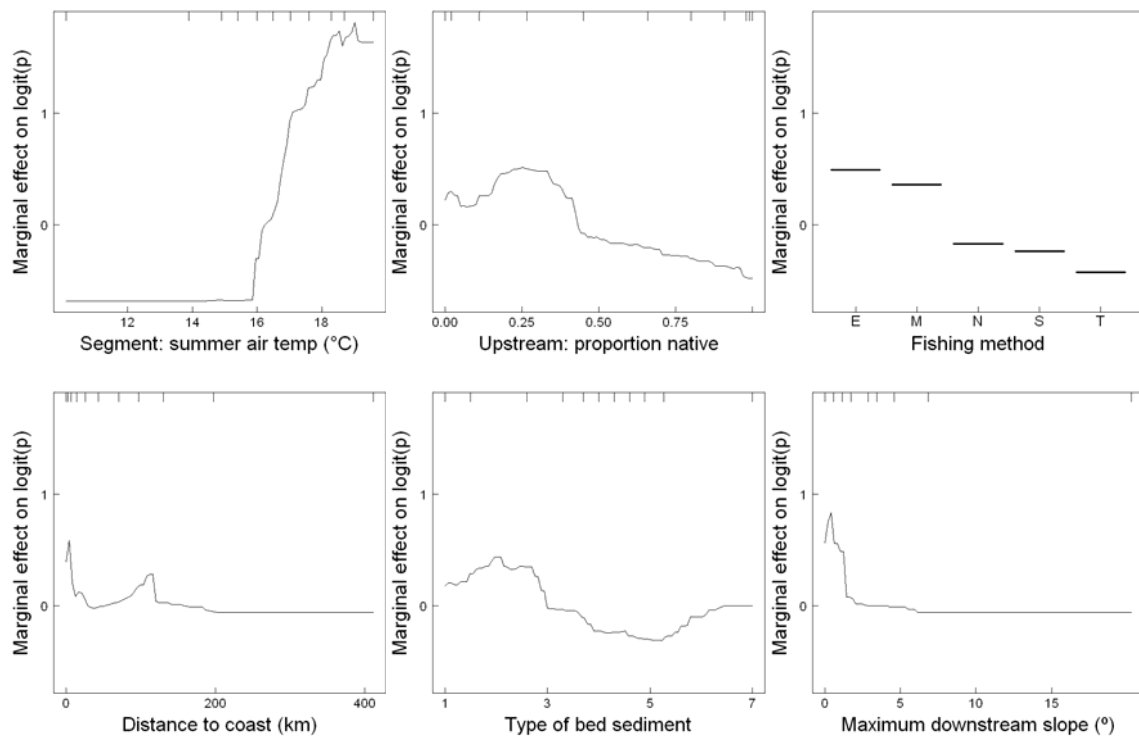 Marginal effect on logit(p)
1
0
12
14
16
18
Segment: summer air temp (°C)
Marginal effect on logit(p)
1
0
0.00
0.25
0.50
0.75
Upstream: proportion native
Marginal effect on logit(p)
1
0
E
M
N
S
T
Fishing method
Marginal effect on logit(p)
1
0
0
200
400
Distance to coast (km)
Marginal effect on logit(p)
1
0
1
3
5
7
Type of bed sediment
Marginal effect on logit(p)
1
0
0
5
10
15
Maximum downstream slope (º)